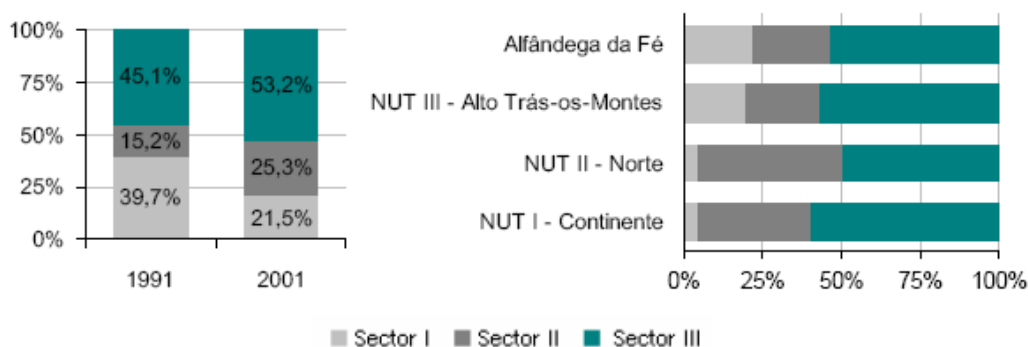 100%
75%
50%
25%
0%
45,1%
15,2%
39,7%
53,2%
25,3%
21,5%
1991 2001
Alfândega da Fé
NUT III - Alto Trás-os-Montes
NUT II - Norte
NUT I - Continente
0% 25% 50% 75% 100%
Sector I Sector II Sector III